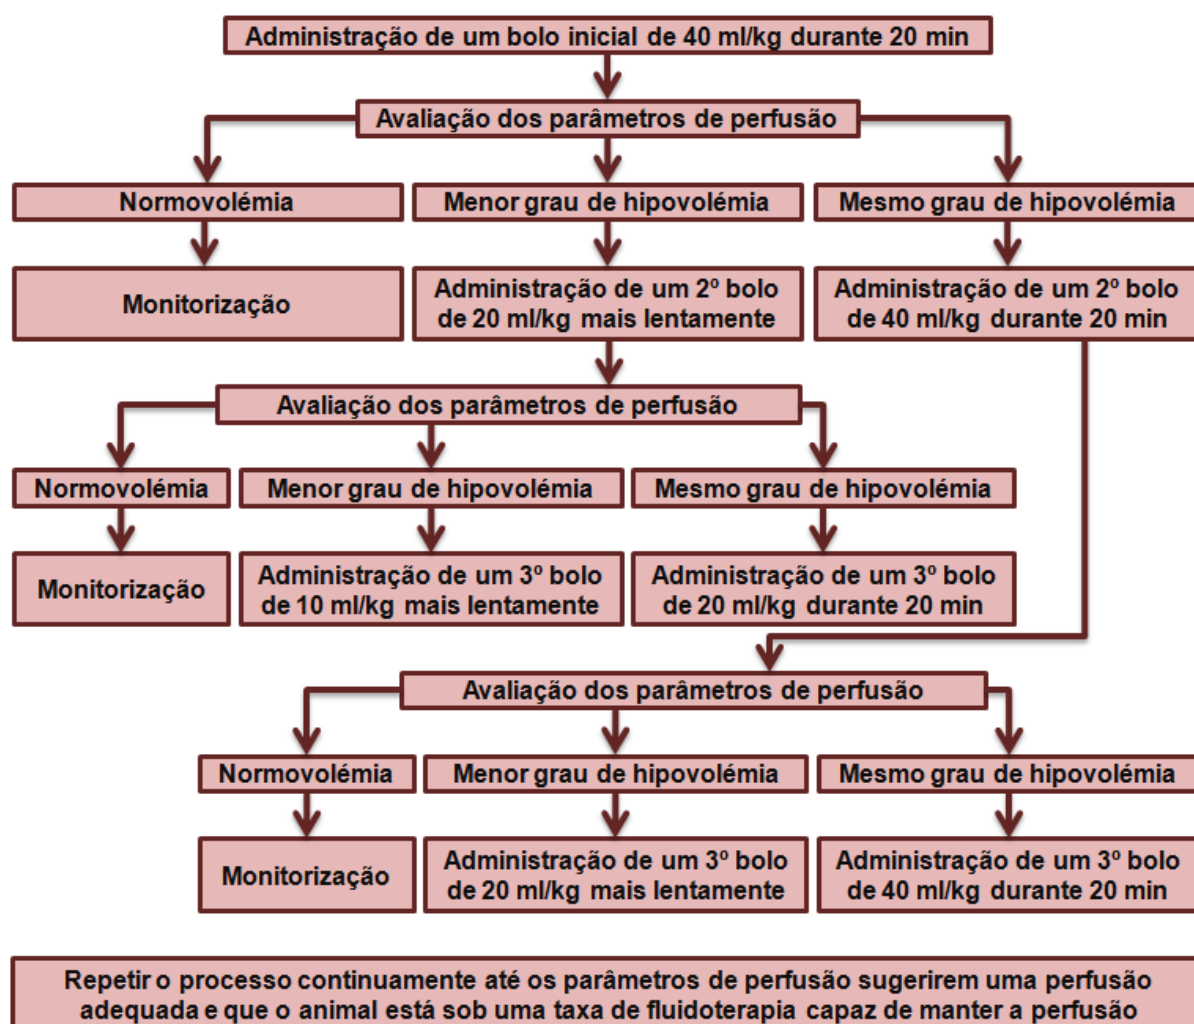 Administração de um bolo inicial de 40 ml/kg durante 20 min
Avaliação dos parâmetros de perfusão
Normovolémia
Menor grau de hipovolémia
Mesmo grau de hipovolémia
Monitorização
Administração de um 2º bolo
de 20 ml/kg mais lentamente
Administração de um 2º bolo
de 40 ml/kg durante 20 min
Avaliação dos parâmetros de perfusão
Normovolémia
Menor grau de hipovolémia
Mesmo grau de hipovolémia
Monitorização
Administração de um 3º bolo
de 10 ml/kg mais lentamente
Administração de um 3º bolo
de 20 ml/kg durante 20 min
Avaliação dos parâmetros de perfusão
Normovolémia
Menor grau de hipovolémia
Mesmo grau de hipovolémia
Monitorização
Administração de um 3º bolo
de 20 ml/kg mais lentamente
Administração de um 3º bolo
de 40 ml/kg durante 20 min
Repetir o processo continuamente até os parâmetros de perfusão sugerirem uma perfusão
adequada e que o animal está sob uma taxa de fluidoterapia capaz de manter a perfusão